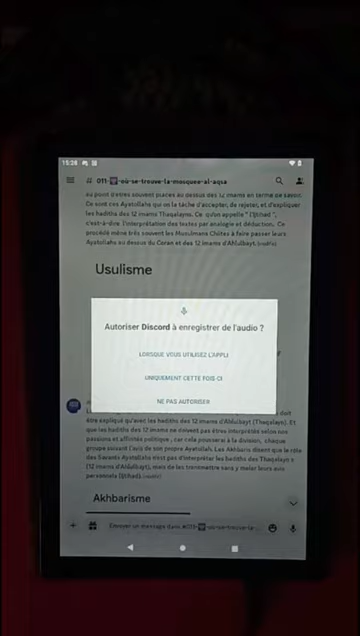 15:28
# 011-🕌-où-se-trouve-la-mosquee-al-aqsa
au point d'êtres souvent placés au dessus des 12 imams en terme de savoir.
Ce sont ces Ayatollahs qui on la tâche d'accepter, de rejeter, et d'expliquer
les hadiths des 12 imams Thaqalayns. Ce qu'on appelle " l'Ijtihad ",
c'est-à-dire l'interprétation des textes par analogie et déduction. Ce
procédé mène très souvent les Musulmans Chiites à faire passer leurs
Ayatollahs au dessus du Coran et des 12 imams d'Ahlulbayt (modifié)
Usulisme
Autoriser Discord à enregistrer de l'audio ?
LORSQUE VOUS UTILISEZ L'APPLI
UNIQUEMENT CETTE FOIS CI
NE PAS AUTORISER
doit
être expliqué qu'avec les hadiths des 12 d'Ahlulbayt (Thaqalayn). Et
que les hadiths des 12 imams ne doivent pas êtres interprétés selon nos
passions et affinités politique, car cela poussera à la division, chaque
groupe suivant l'avis de son propre Ayatollah. Les Akhbaris disent que le rôle
des Savants Ayatollahs n'est pas d'interpréter les hadiths des Thaqalayn s
(12 imams d'Ahlulbayt), mais de les transmettre sans y mêler leurs avis
personnels (Ijtihad). (modifié)
Akhbarisme
Envoyer un message dans #011-🕌-où-se-trouve-la-...